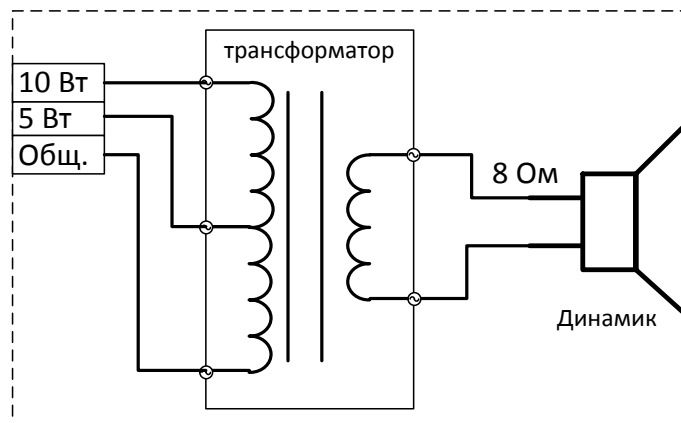 трансформатор
10 Вт
5 Вт
Общ.
8 Ом
Динамик